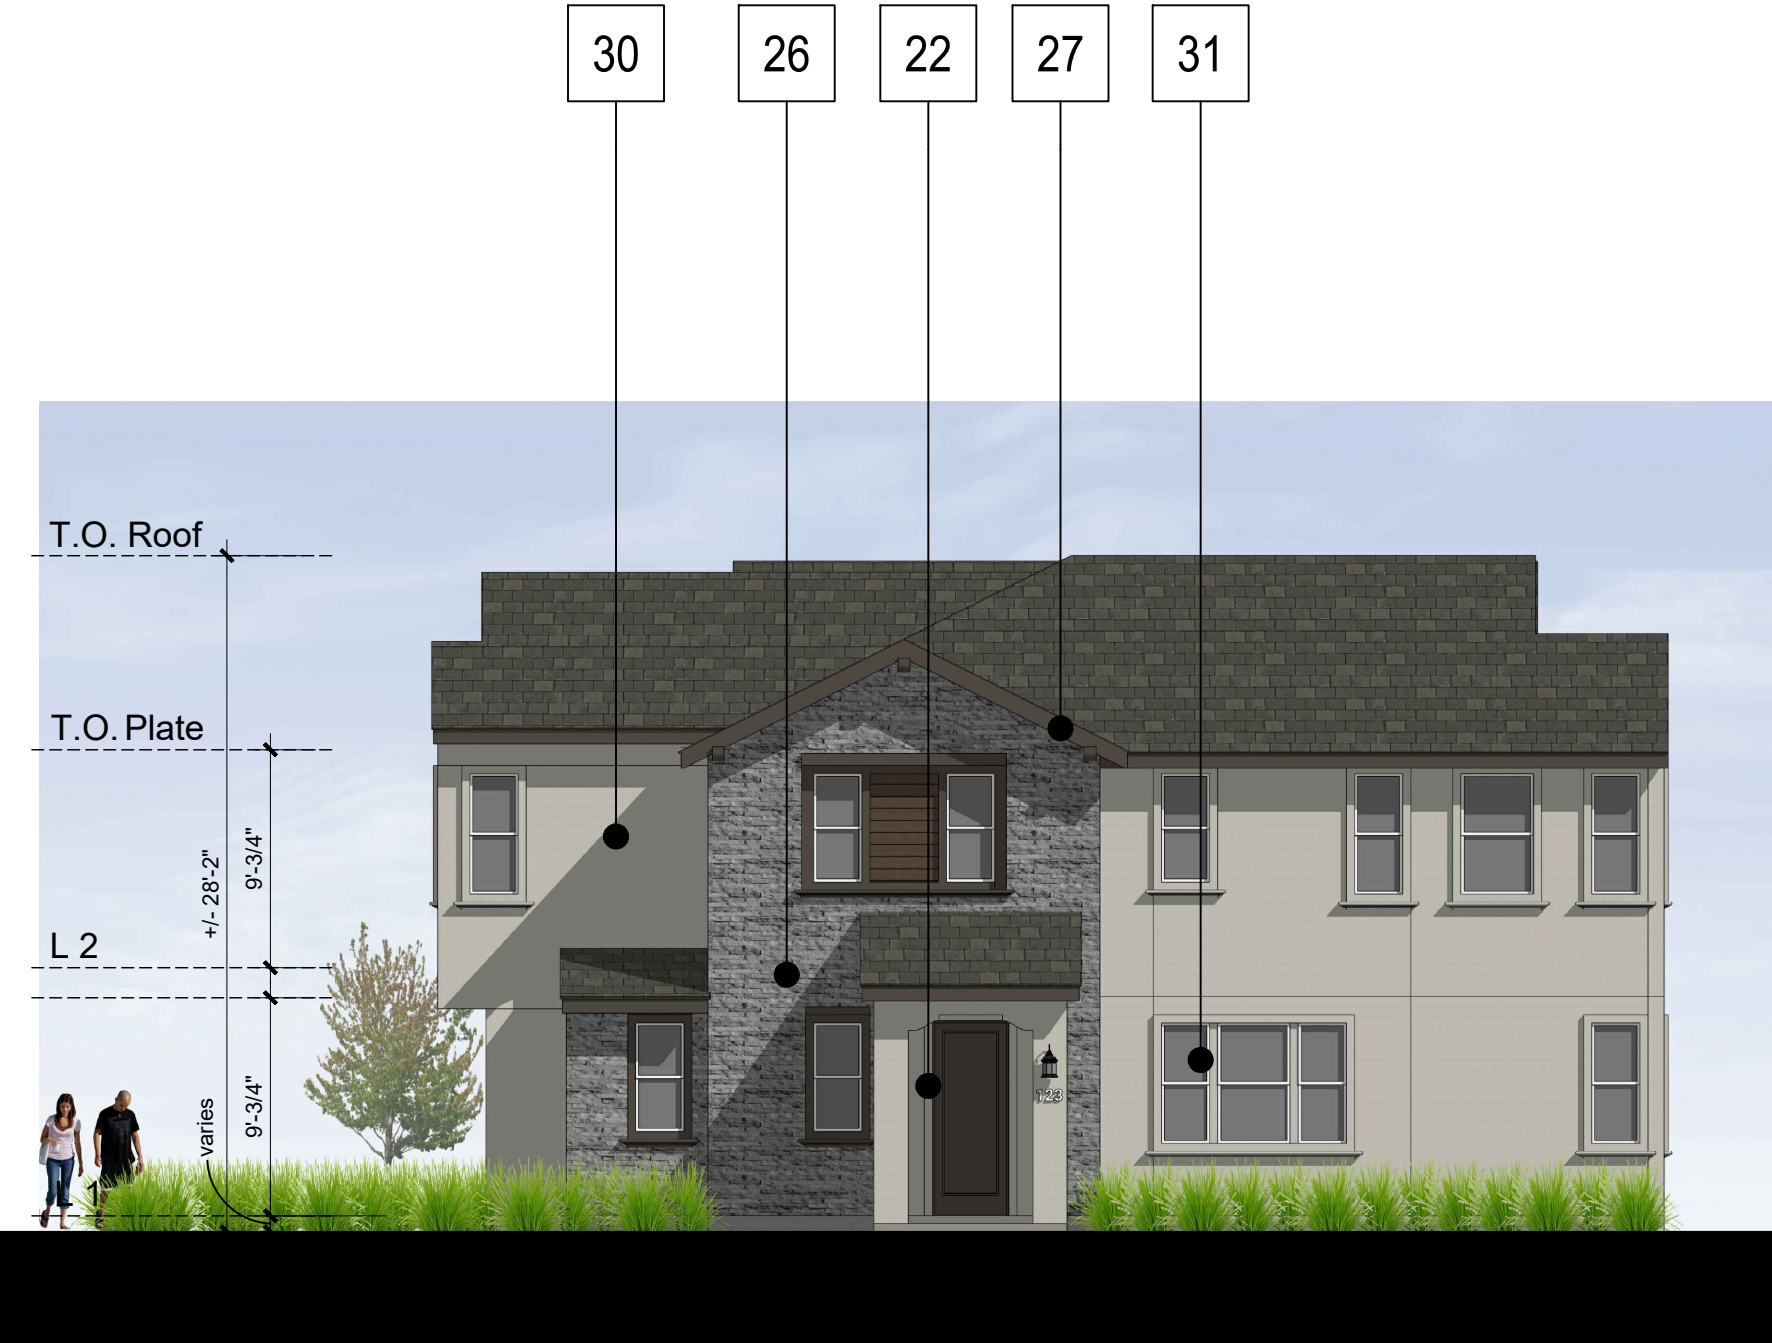 30 26 22 27 31
T.O. Roof
T.O. Plate
+/- 28'-2"
9'-3/4"
L 2
varies
9'-3/4"
1
123